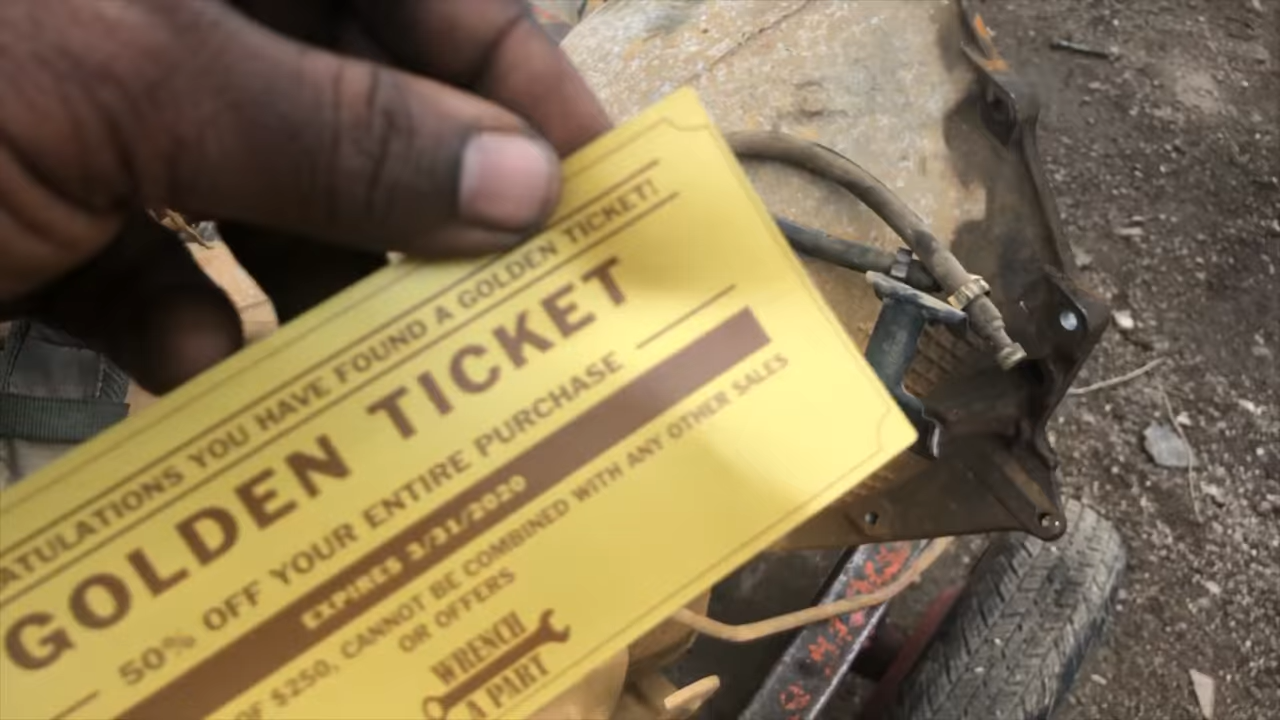 ATULATIONS YOU HAVE FOUND A GOLDEN TICKET!
GOLDEN TICKET
50% OFF YOUR ENTIRE PURCHASE
EXPIRES 3/31/2020
OF $250, CANNOT BE COMBINED WITH ANY OTHER SALES
OR OFFERS
WRENCH
A PART